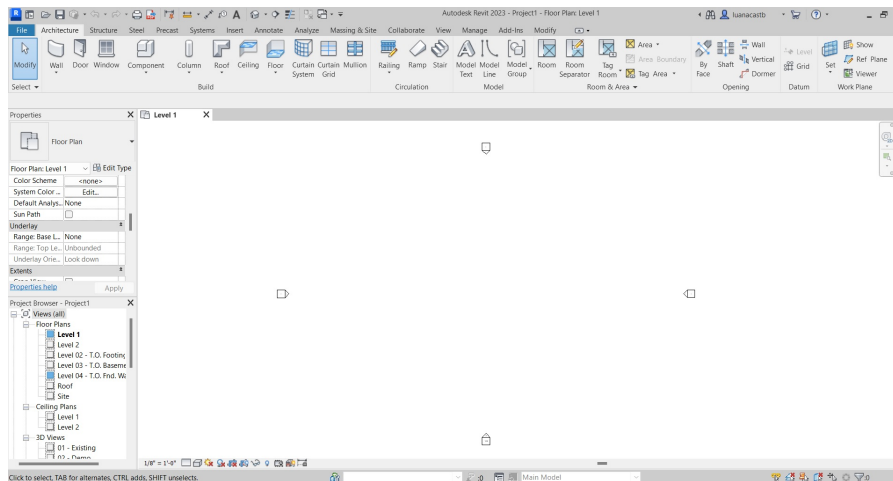 Autodesk Revit 2023 - Project1 - Floor Plan: Level 1
luanacastb
File Architecture Structure Steel Precast Systems Insert Annotate Analyze Massing & Site Collaborate View Manage Add-Ins Modify
Modify Wall Door Window Component Column Roof Ceiling Floor Curtain System Curtain Grid Mullion Railing Ramp Stair Model Text Model Line Model Group Room Room Separator Tag Room
Area
Area Boundary
Tag Area
By Face Shaft
Wall
Vertical
Dormer
Level
Grid
Set
Show
Ref Plane
Viewer
Select Build Circulation Model Room & Area Opening Datum Work Plane
Properties X
Level 1 X
Floor Plan
Floor Plan: Level 1 Edit Type
Color Scheme <none>
System Color ... Edit...
Default Analys... None
Sun Path
Underlay
Range: Base L... None
Range: Top Le... Unbounded
Underlay Orie... Look down
Extents
Properties help Apply
Project Browser - Project1 X
Views (all)
Floor Plans
Level 1
Level 2
Level 02 - T.O. Footing
Level 03 - T.O. Baseme
Level 04 - T.O. Fnd. Wa
Roof
Site
Ceiling Plans
Level 1
Level 2
3D Views
01 - Existing
02 - Demo
1/8" = 1'-0"
Click to select, TAB for alternates, CTRL adds, SHIFT unselects.
:0 Main Model :0